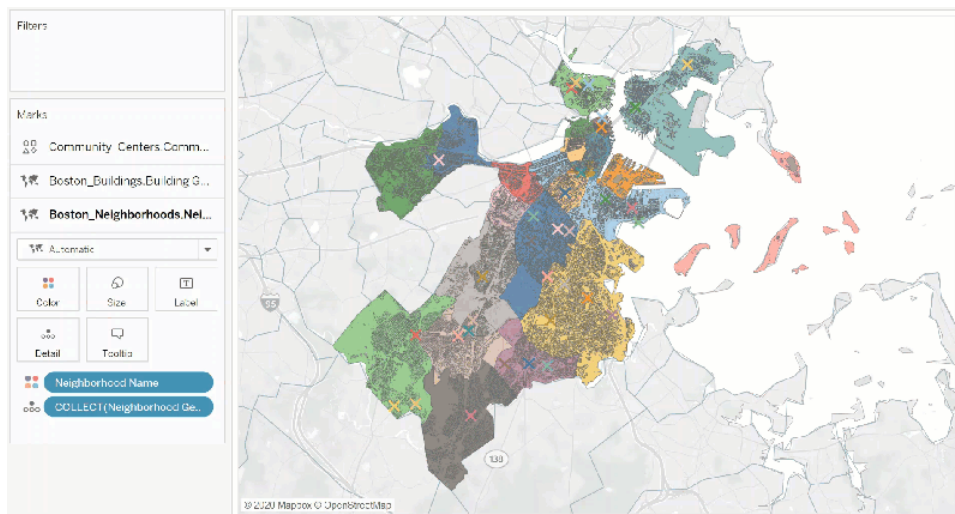 Filters
Marks
Community_Centers.Comm...
Boston_Buildings.Building G...
Boston_Neighborhoods.Nei...
Automatic
Color
Size
Label
Detail
Tooltip
Neighborhood Name
COLLECT(Neighborhood Ge..
95
138
© 2020 Mapbox © OpenStreetMap